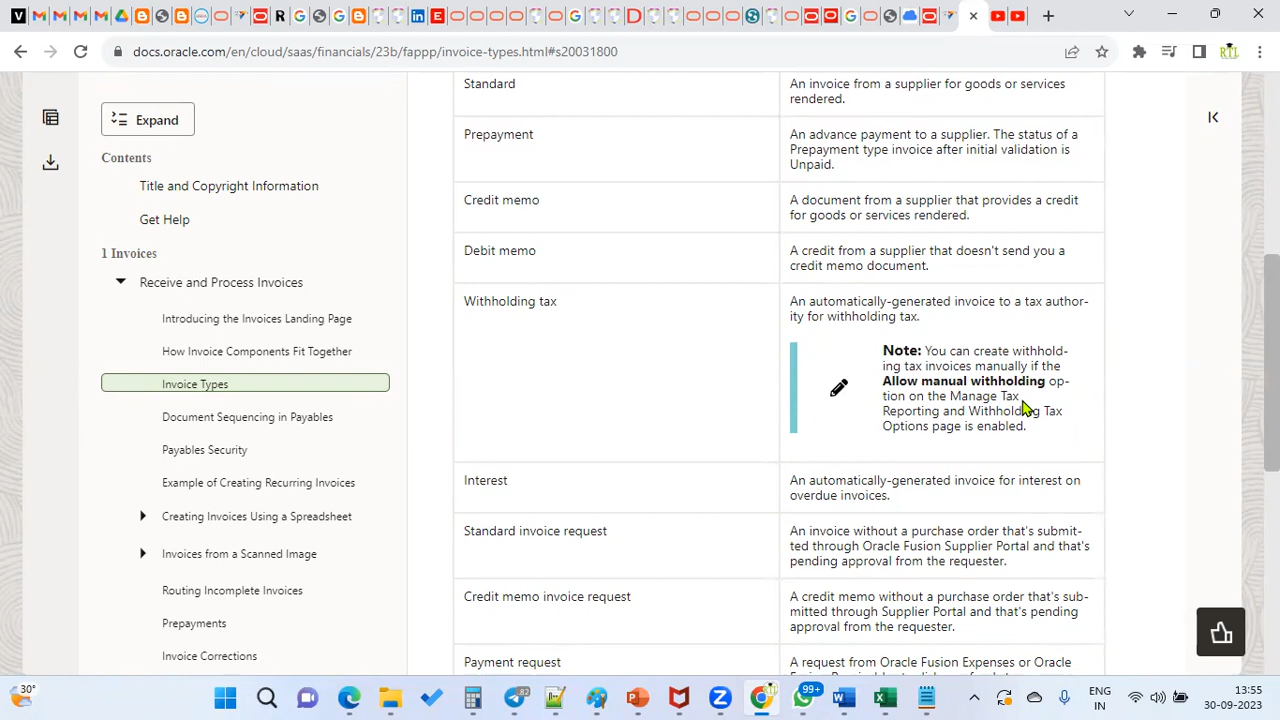 docs.oracle.com/en/cloud/saas/financials/23b/fappp/invoice-types.html#s20031800
RTL
Expand
Contents
Title and Copyright Information
Get Help
1 Invoices
Receive and Process Invoices
Introducing the Invoices Landing Page
How Invoice Components Fit Together
Invoice Types
Document Sequencing in Payables
Payables Security
Example of Creating Recurring Invoices
Creating Invoices Using a Spreadsheet
Invoices from a Scanned Image
Routing Incomplete Invoices
Prepayments
Invoice Corrections
Standard
An invoice from a supplier for goods or services
rendered.
Prepayment
An advance payment to a supplier. The status of a
Prepayment type invoice after initial validation is
Unpaid.
Credit memo
A document from a supplier that provides a credit
for goods or services rendered.
Debit memo
A credit from a supplier that doesn't send you a
credit memo document.
Withholding tax
An automatically-generated invoice to a tax author-
ity for withholding tax.
Note: You can create withhold-
ing tax invoices manually if the
Allow manual withholding op-
tion on the Manage Tax
Reporting and Withholding Tax
Options page is enabled.
Interest
An automatically-generated invoice for interest on
overdue invoices.
Standard invoice request
An invoice without a purchase order that's submit-
ted through Oracle Fusion Supplier Portal and that's
pending approval from the requester.
Credit memo invoice request
A credit memo without a purchase order that's sub-
mitted through Supplier Portal and that's pending
approval from the requester.
Payment request
A request from Oracle Fusion Expenses or Oracle
30°
82
99+
ENG
IN
13:55
30-09-2023